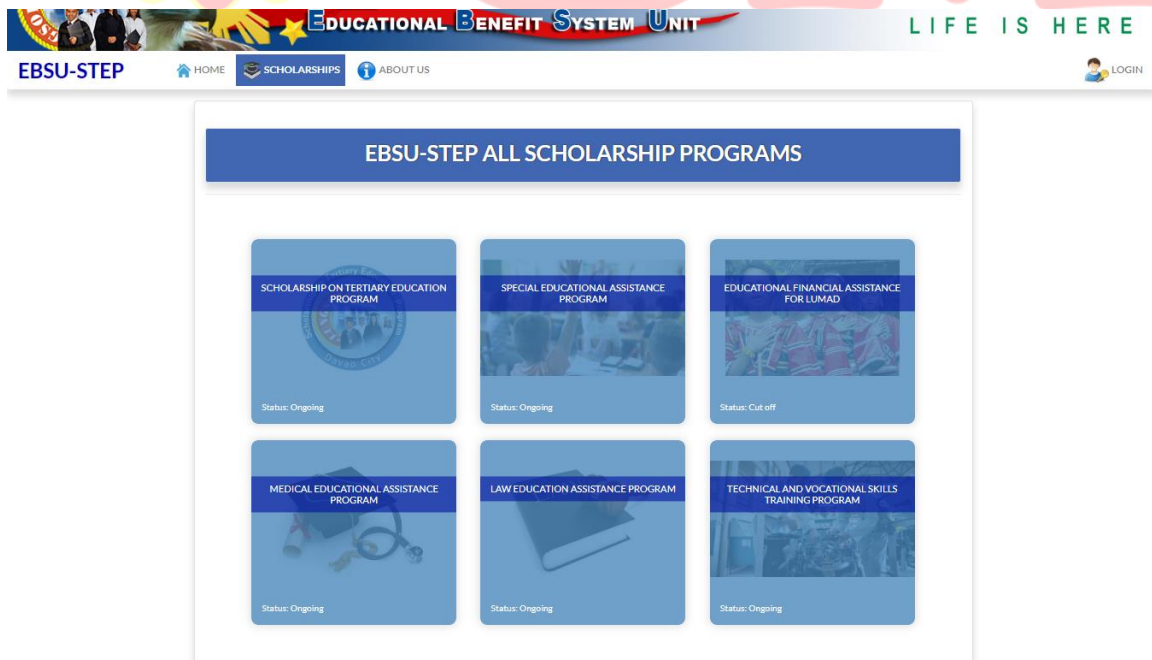 EDUCATIONAL BENEFIT SYSTEM UNIT
LIFE IS HERE
EBSU-STEP
HOME
SCHOLARSHIPS
ABOUT US
LOGIN
EBSU-STEP ALL SCHOLARSHIP PROGRAMS
SCHOLARSHIP ON TERTIARY EDUCATION
PROGRAM
Davao City
Status: Ongoing
SPECIAL EDUCATIONAL ASSISTANCE
PROGRAM
Status: Ongoing
EDUCATIONAL FINANCIAL ASSISTANCE
FOR LUMAD
Status: Cut off
MEDICAL EDUCATIONAL ASSISTANCE
PROGRAM
Status: Ongoing
LAW EDUCATION ASSISTANCE PROGRAM
Status: Ongoing
TECHNICAL AND VOCATIONAL SKILLS
TRAINING PROGRAM
Status: Ongoing